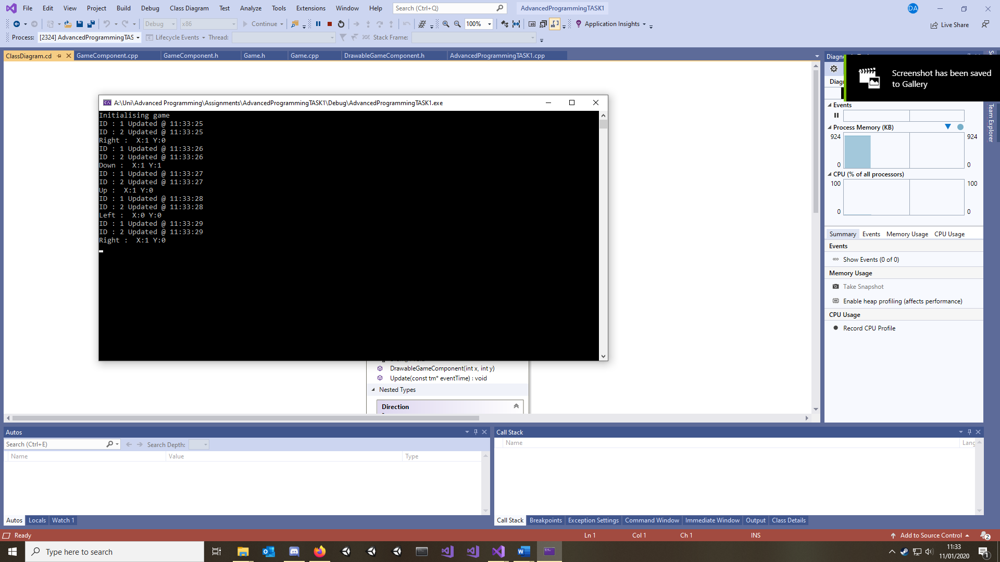 File Edit View Project Build Debug Class Diagram Test Analyze Tools Extensions Window Help Search (Ctrl+Q) AdvancedProgrammingTASK1 DA
Debug x86 Continue 100% Application Insights Live Share
Process: [2324] AdvancedProgrammingTAS Lifecycle Events Thread: Stack Frame:
ClassDiagram.cd GameComponent.cpp GameComponent.h Game.h Game.cpp DrawableGameComponent.h AdvancedProgrammingTASK1.cpp
Screenshot has been saved
to Gallery
A:\Uni\Advanced Programming\Assignments\AdvancedProgrammingTASK1\Debug\AdvancedProgrammingTASK1.exe
Initialising game
ID : 1 Updated @ 11:33:25
ID : 2 Updated @ 11:33:25
Right :  X:1 Y:0
ID : 1 Updated @ 11:33:26
ID : 2 Updated @ 11:33:26
Down :  X:1 Y:1
ID : 1 Updated @ 11:33:27
ID : 2 Updated @ 11:33:27
Up :  X:1 Y:0
ID : 1 Updated @ 11:33:28
ID : 2 Updated @ 11:33:28
Left :  X:0 Y:0
ID : 1 Updated @ 11:33:29
ID : 2 Updated @ 11:33:29
Right :  X:1 Y:0
DrawableGameComponent(int x, int y)
Update(const tm* eventTime) : void
Nested Types
Direction
Events
Process Memory (KB)
924 924
0 0
CPU (% of all processors)
100 100
0 0
Summary Events Memory Usage CPU Usage
Events
Show Events (0 of 0)
Memory Usage
Take Snapshot
Enable heap profiling (affects performance)
CPU Usage
Record CPU Profile
Team Explorer
Autos
Search (Ctrl+E) Search Depth:
Name Value Type
Autos Locals Watch 1
Call Stack
Name Lang
Call Stack Breakpoints Exception Settings Command Window Immediate Window Output Class Details
Ready Ln 1 Col 1 Ch 1 INS Add to Source Control 2
Type here to search
11:33
11/01/2020
1